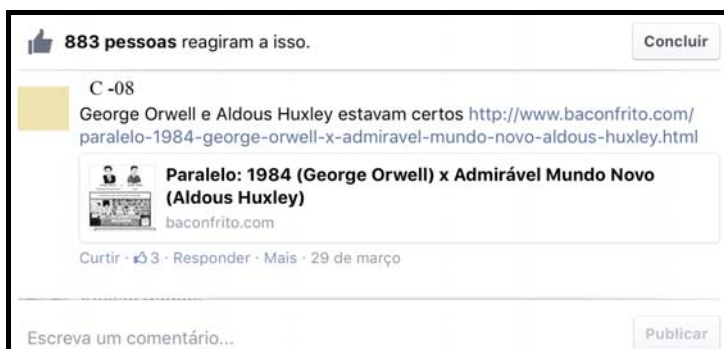 883 pessoas reagiram a isso.
Concluir
C -08
George Orwell e Aldous Huxley estavam certos http://www.baconfrito.com/
paralelo-1984-george-orwell-x-admiravel-mundo-novo-aldous-huxley.html
Paralelo: 1984 (George Orwell) x Admirável Mundo Novo
(Aldous Huxley)
baconfrito.com
Curtir · 3 · Responder · Mais · 29 de março
Escreva um comentário...
Publicar